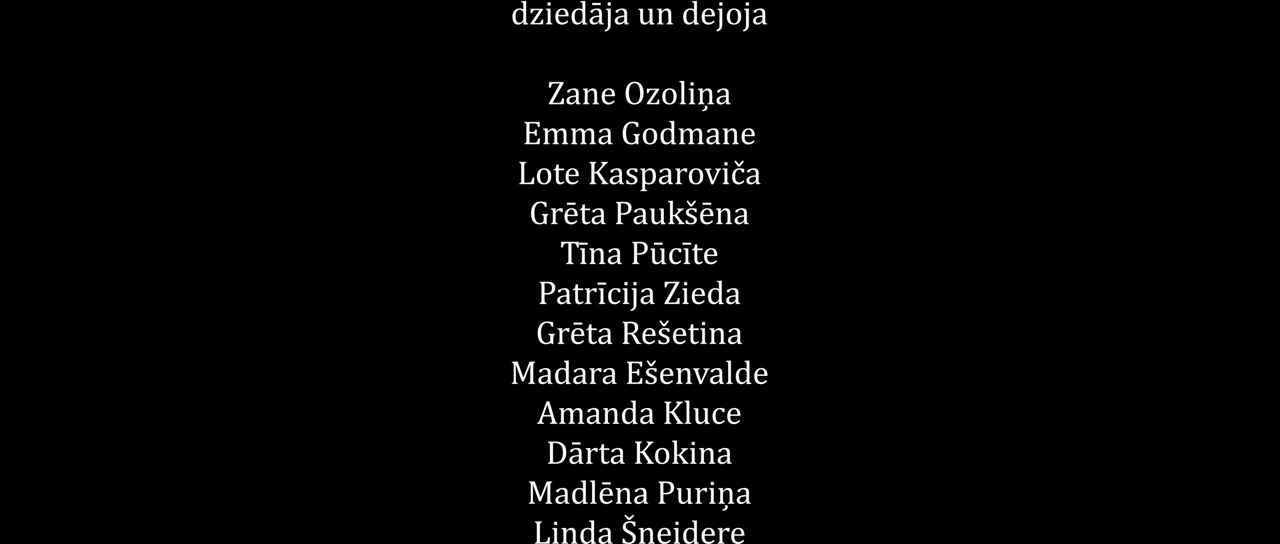 dziedāja un dejoja
Zane Ozoliņa
Emma Godmane
Lote Kasparoviča
Grēta Paukšēna
Tīna Pūcīte
Patrīcija Zieda
Grēta Rešetina
Madara Ešenvalde
Amanda Kluce
Dārta Kokina
Madlēna Puriņa
Linda Šneidere